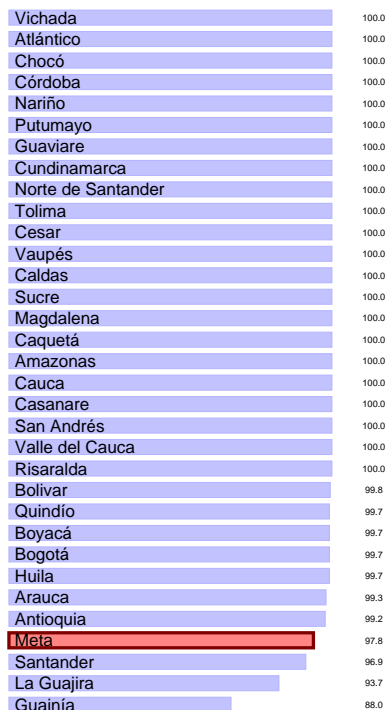 Vichada 100.0
Atlántico 100.0
Chocó 100.0
Córdoba 100.0
Nariño 100.0
Putumayo 100.0
Guaviare 100.0
Cundinamarca 100.0
Norte de Santander 100.0
Tolima 100.0
Cesar 100.0
Vaupés 100.0
Caldas 100.0
Sucre 100.0
Magdalena 100.0
Caquetá 100.0
Amazonas 100.0
Cauca 100.0
Casanare 100.0
San Andrés 100.0
Valle del Cauca 100.0
Risaralda 100.0
Bolivar 99.8
Quindío 99.7
Boyacá 99.7
Bogotá 99.7
Huila 99.7
Arauca 99.3
Antioquia 99.2
Meta 97.8
Santander 96.9
La Guajira 93.7
Guainía 88.0